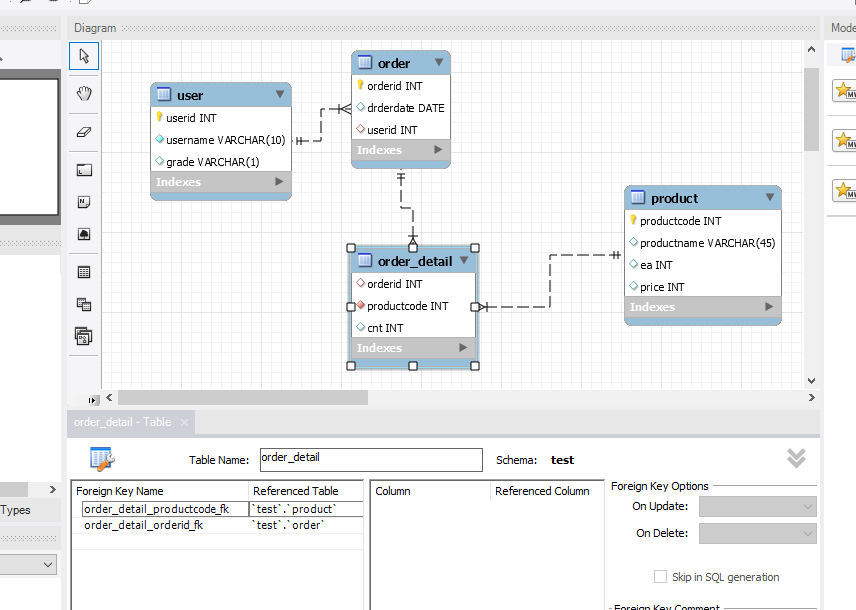 Diagram
Mode
order
orderid INT
drderdate DATE
userid INT
Indexes
user
userid INT
username VARCHAR(10)
grade VARCHAR(1)
Indexes
product
productcode INT
productname VARCHAR(45)
ea INT
price INT
Indexes
order_detail
orderid INT
productcode INT
cnt INT
Indexes
order_detail - Table
Table Name: order_detail Schema: test
Foreign Key Name Referenced Table
order_detail_productcode_fk `test`.`product`
order_detail_orderid_fk `test`.`order`
Column Referenced Column
Foreign Key Options
On Update:
On Delete:
Skip in SQL generation
Foreign Key Comment
Types